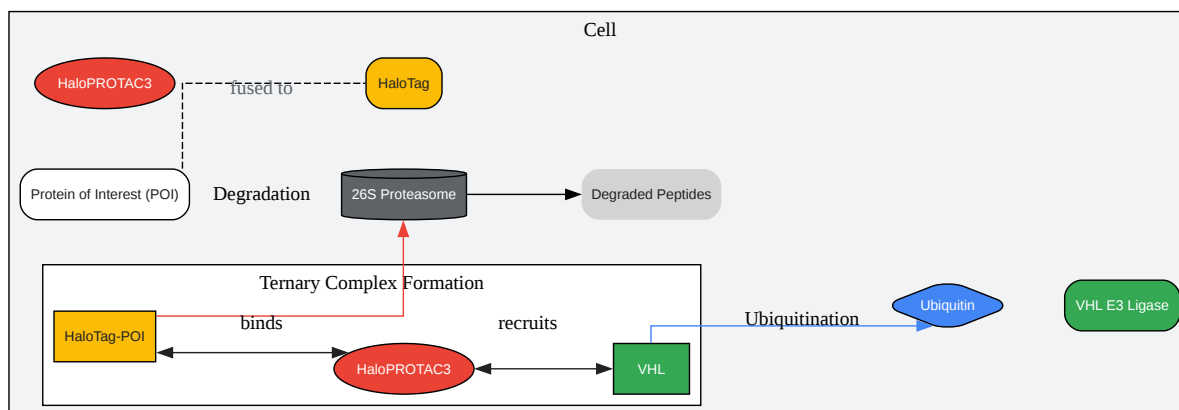 Cell
HaloPROTAC3
fused to
HaloTag
Protein of Interest (POI)
Degradation
26S Proteasome
Degraded Peptides
Ternary Complex Formation
HaloTag-POI
binds
recruits
HaloPROTAC3
VHL
Ubiquitination
Ubiquitin
VHL E3 Ligase